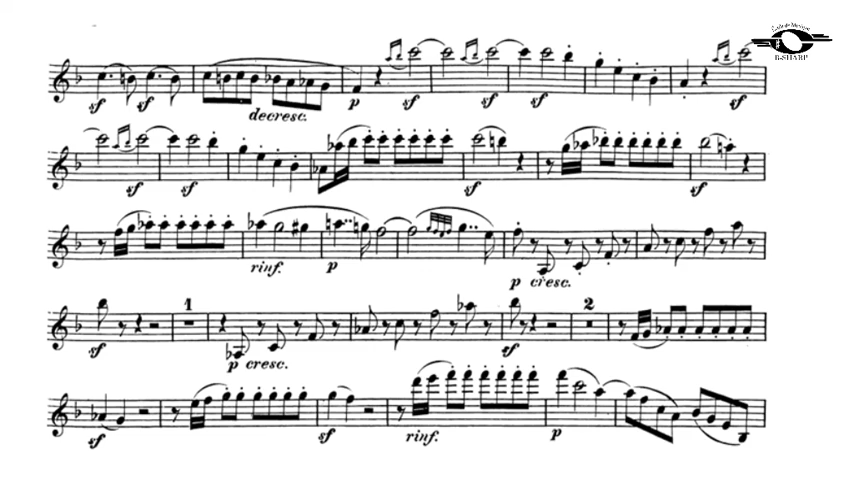 B-SHARP
sf sf decresc. p sf sf sf sf
sf sf sf sf
rinf. p p cresc.
sf 1 p cresc. sf 2
sf sf rinf. p